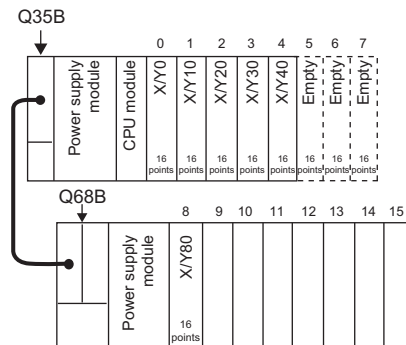 Q35B
0 1 2 3 4 5 6 7
Power supply
module
CPU module
X/Y0
X/Y10
X/Y20
X/Y30
X/Y40
Empty
Empty
Empty
16 16 16 16 16 16 16 16
points points points points points points points points
Q68B
8 9 10 11 12 13 14 15
Power supply
module
X/Y80
16
points